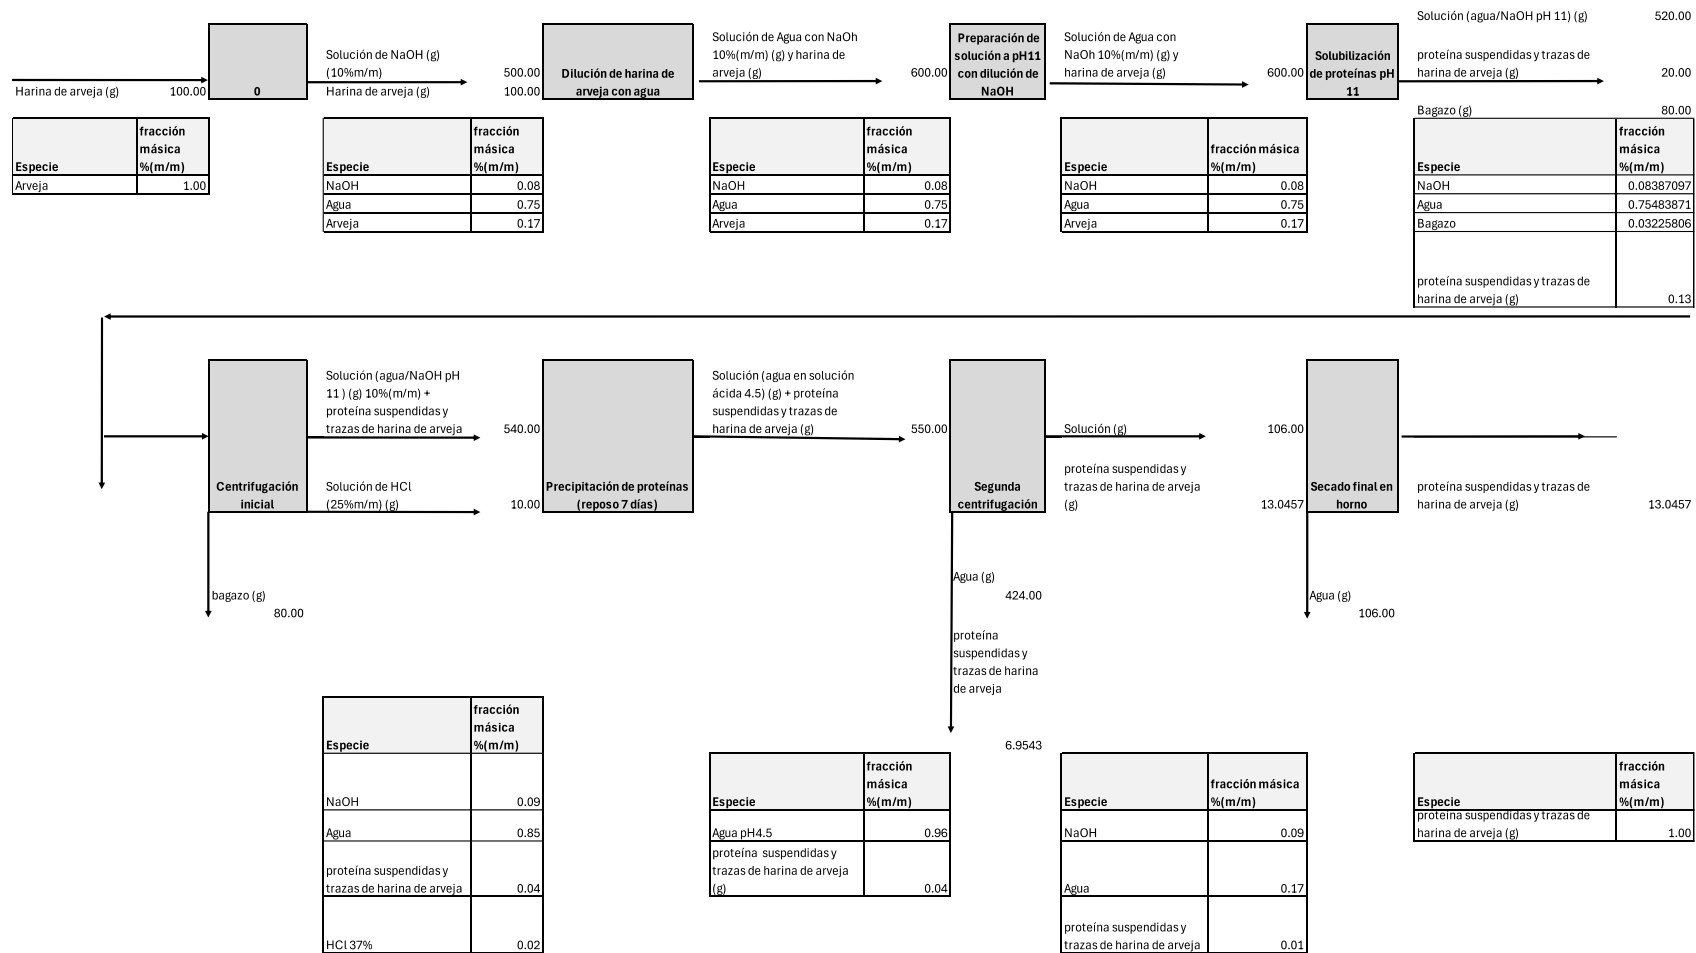 Harina de arveja (g) 100.00
0
Solución de NaOH (g)
(10%m/m) 500.00
Harina de arveja (g) 100.00
Dilución de harina de
arveja con agua
Solución de Agua con NaOh
10%(m/m) (g) y harina de
arveja (g) 600.00
Preparación de
solución a pH11
con dilución de
NaOH
Solución de Agua con
NaOh 10%(m/m) (g) y
harina de arveja (g) 600.00
Solubilización
de proteínas pH
11
Solución (agua/NaOH pH 11) (g) 520.00
proteína suspendidas y trazas de
harina de arveja (g) 20.00
Bagazo (g) 80.00
Especie fracción
másica
%(m/m)
Arveja 1.00
Especie fracción
másica
%(m/m)
NaOH 0.08
Agua 0.75
Arveja 0.17
Especie fracción
másica
%(m/m)
NaOH 0.08
Agua 0.75
Arveja 0.17
Especie fracción másica
%(m/m)
NaOH 0.08
Agua 0.75
Arveja 0.17
Especie fracción
másica
%(m/m)
NaOH 0.08387097
Agua 0.75483871
Bagazo 0.03225806
proteína suspendidas y trazas de
harina de arveja (g) 0.13
Centrifugación
inicial
Solución (agua/NaOH pH
11 ) (g) 10%(m/m) +
proteína suspendidas y
trazas de harina de arveja 540.00
Solución de HCl
(25%m/m) (g) 10.00
bagazo (g)
80.00
Precipitación de proteínas
(reposo 7 días)
Solución (agua en solución
ácida 4.5) (g) + proteína
suspendidas y trazas de
harina de arveja (g) 550.00
Segunda
centrifugación
Solución (g) 106.00
proteína suspendidas y
trazas de harina de arveja
(g) 13.0457
Agua (g)
424.00
proteína
suspendidas y
trazas de harina
de arveja
6.9543
Secado final en
horno
proteína suspendidas y trazas de
harina de arveja (g) 13.0457
Agua (g)
106.00
Especie fracción
másica
%(m/m)
NaOH 0.09
Agua 0.85
proteína suspendidas y
trazas de harina de arveja 0.04
HCl 37% 0.02
Especie fracción
másica
%(m/m)
Agua pH4.5 0.96
proteína  suspendidas y
trazas de harina de arveja
(g) 0.04
Especie fracción másica
%(m/m)
NaOH 0.09
Agua 0.17
proteína suspendidas y
trazas de harina de arveja 0.01
Especie fracción
másica
%(m/m)
proteína suspendidas y trazas de
harina de arveja (g) 1.00